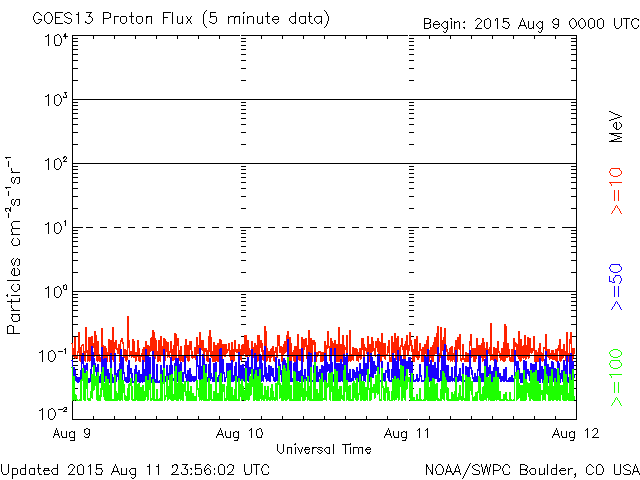 GOES13 Proton Flux (5 minute data)
Begin: 2015 Aug 9 0000 UTC
Particles cm⁻²s⁻¹sr⁻¹
10⁴
10³
10²
10¹
10⁰
10⁻¹
10⁻²
MeV
>=10
>=50
>=100
Aug 9
Aug 10
Aug 11
Aug 12
Universal Time
Updated 2015 Aug 11 23:56:02 UTC
NOAA/SWPC Boulder, CO USA